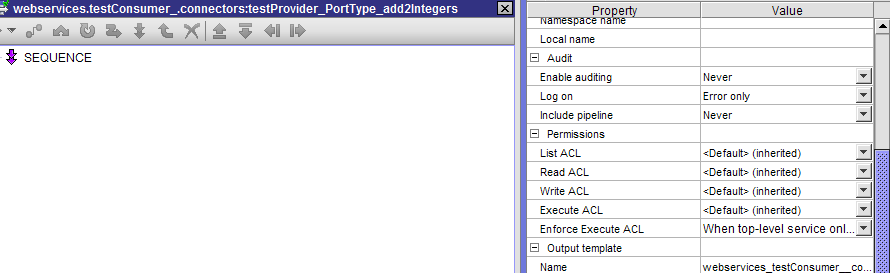 webservices.testConsumer_.connectors:testProvider_PortType_add2Integers
SEQUENCE
Property Value
Namespace name
Local name
Audit
Enable auditing Never
Log on Error only
Include pipeline Never
Permissions
List ACL <Default> (inherited)
Read ACL <Default> (inherited)
Write ACL <Default> (inherited)
Execute ACL <Default> (inherited)
Enforce Execute ACL When top-level service onl...
Output template
Name webservices_testConsumer__co...